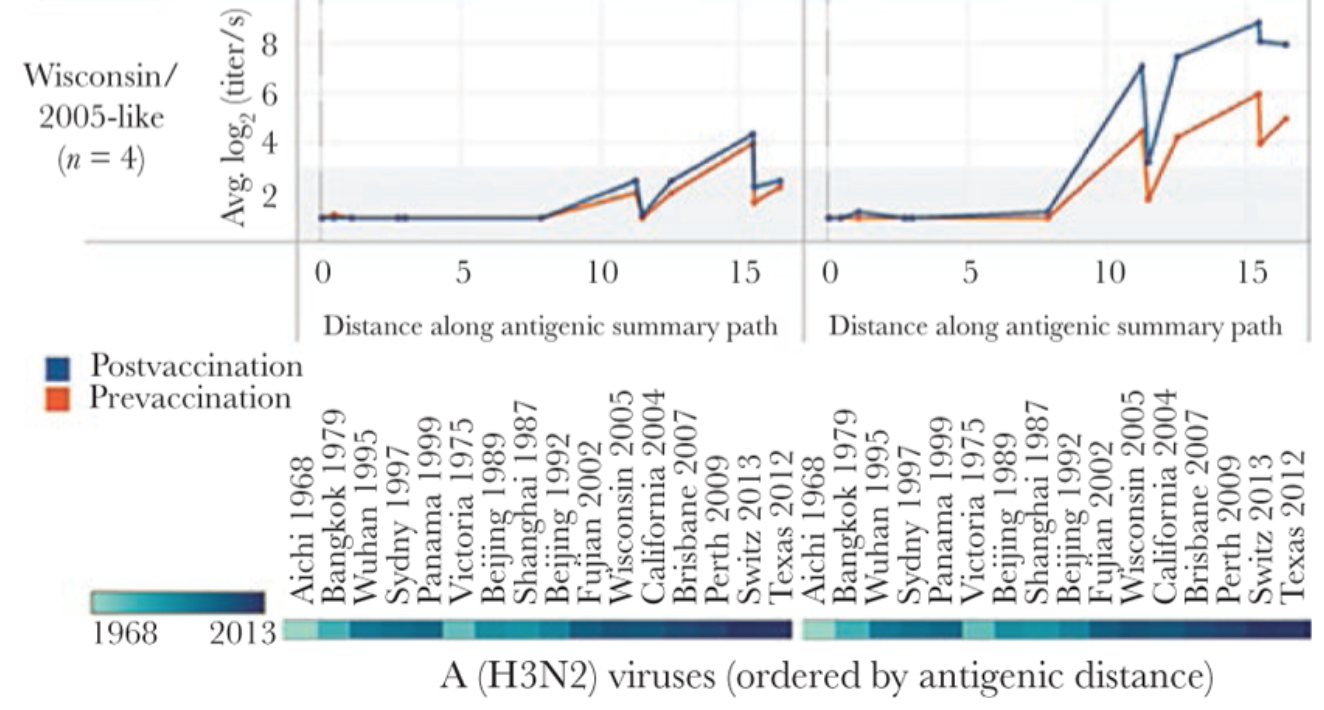 Wisconsin/
2005-like
(n = 4)
Avg. log2 (titer/s)
8
6
4
2
0 5 10 15
0 5 10 15
Distance along antigenic summary path
Distance along antigenic summary path
Postvaccination
Prevaccination
Aichi 1968
Bangkok 1979
Wuhan 1995
Sydny 1997
Panama 1999
Victoria 1975
Beijing 1989
Shanghai 1987
Beijing 1992
Fujian 2002
Wisconsin 2005
California 2004
Brisbane 2007
Perth 2009
Switz 2013
Texas 2012
Aichi 1968
Bangkok 1979
Wuhan 1995
Sydny 1997
Panama 1999
Victoria 1975
Beijing 1989
Shanghai 1987
Beijing 1992
Fujian 2002
Wisconsin 2005
California 2004
Brisbane 2007
Perth 2009
Switz 2013
Texas 2012
1968 2013
A (H3N2) viruses (ordered by antigenic distance)